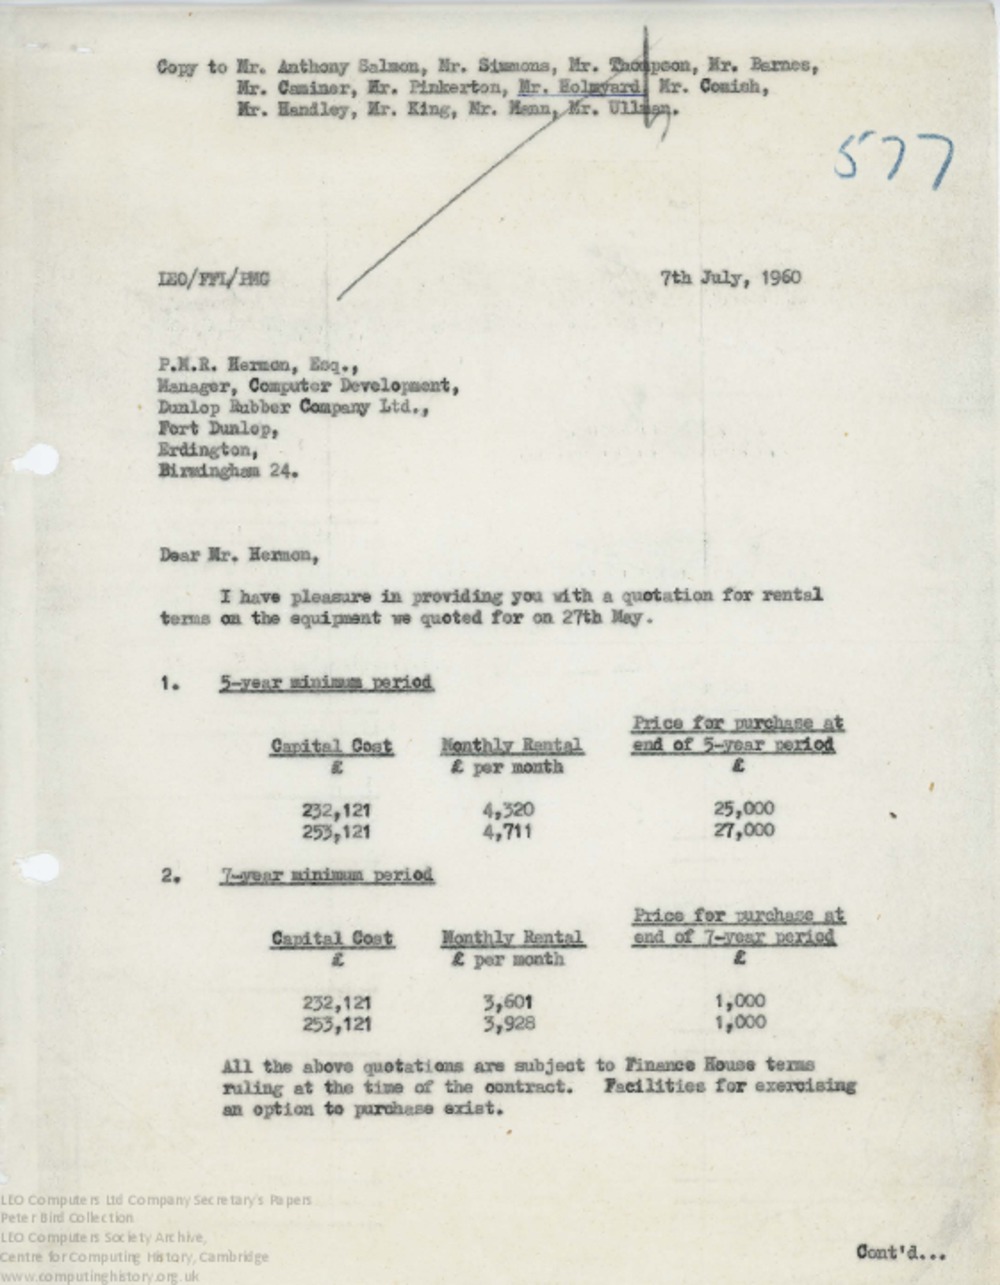 Copy to Mr. Anthony Salmon, Mr. Simmons, Mr. Thompson, Mr. Barnes,
Mr. Caminer, Mr. Pinkerton, Mr. Holmyard, Mr. Comish,
Mr. Handley, Mr. King, Mr. Mann, Mr. Ullman.
577
LEO/FFL/PMG 7th July, 1960
P.M.R. Hermon, Esq.,
Manager, Computer Development,
Dunlop Rubber Company Ltd.,
Fort Dunlop,
Erdington,
Birmingham 24.
Dear Mr. Hermon,
I have pleasure in providing you with a quotation for rental
terms on the equipment we quoted for on 27th May.
1. 5-year minimum period
Price for purchase at
Capital Cost Monthly Rental end of 5-year period
£ £ per month £
232,121 4,320 25,000
253,121 4,711 27,000
2. 7-year minimum period
Price for purchase at
Capital Cost Monthly Rental end of 7-year period
£ £ per month £
232,121 3,601 1,000
253,121 3,928 1,000
All the above quotations are subject to Finance House terms
ruling at the time of the contract. Facilities for exercising
an option to purchase exist.
LEO Computers Ltd Company Secretary's Papers
Peter Bird Collection
LEO Computers Society Archive,
Centre for Computing History, Cambridge
www.computinghistory.org.uk
Cont'd...